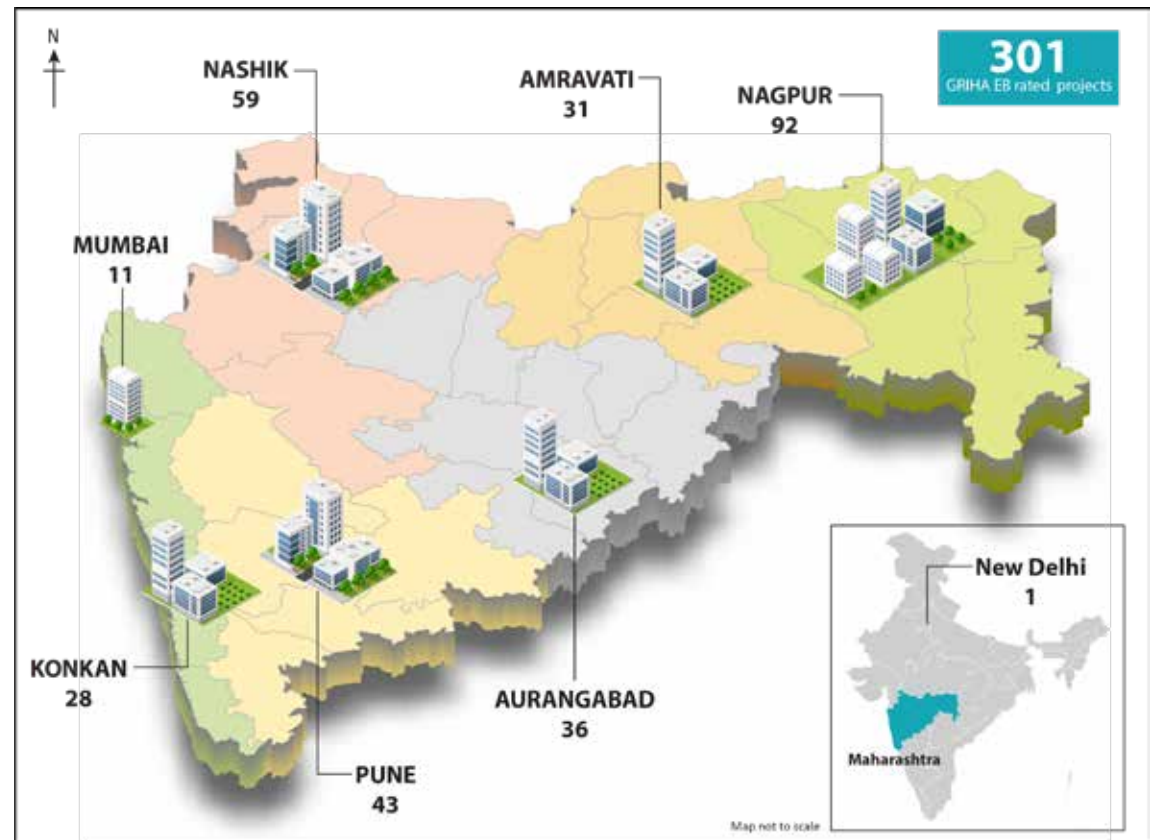 N
301
GRIHA EB rated projects
NASHIK
59
AMRAVATI
31
NAGPUR
92
MUMBAI
11
KONKAN
28
PUNE
43
AURANGABAD
36
New Delhi
1
Maharashtra
Map not to scale